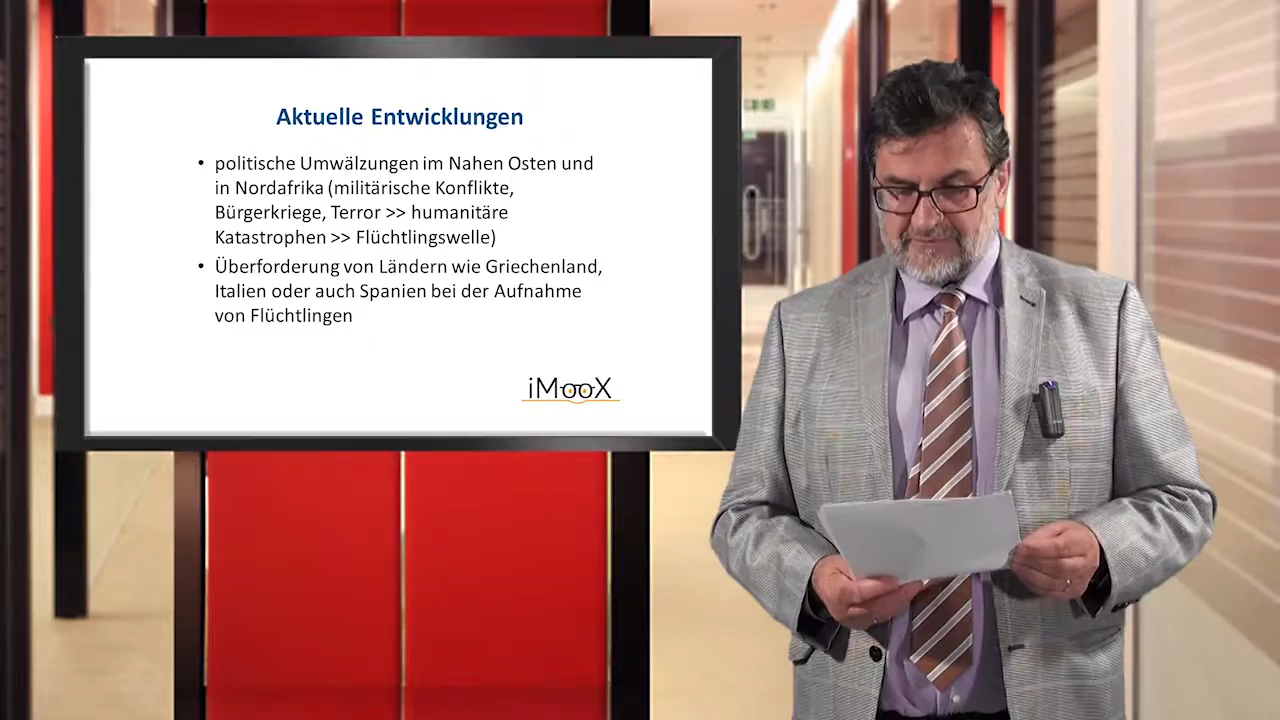 Aktuelle Entwicklungen
• politische Umwälzungen im Nahen Osten und
in Nordafrika (militärische Konflikte,
Bürgerkriege, Terror >> humanitäre
Katastrophen >> Flüchtlingswelle)
• Überforderung von Ländern wie Griechenland,
Italien oder auch Spanien bei der Aufnahme
von Flüchtlingen
iMooX